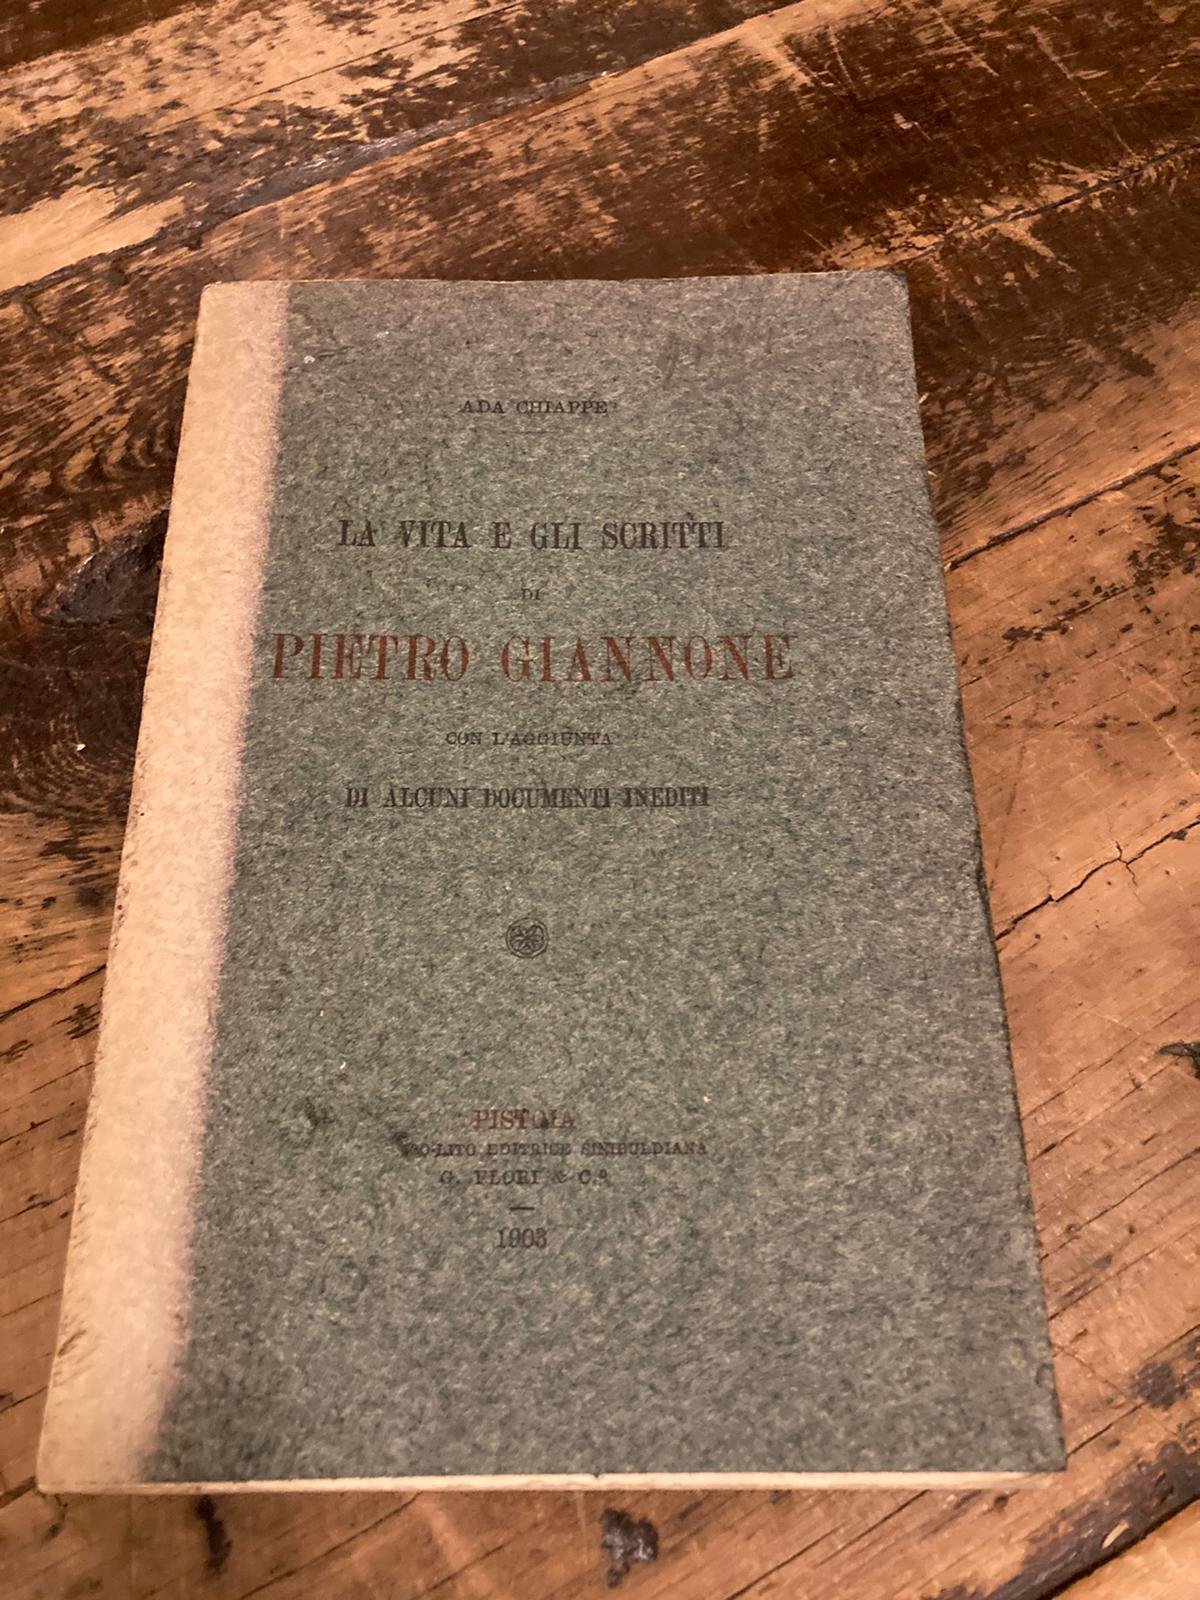 ADA CHIAPPE
LA VITA E GLI SCRITTI
DI
PIETRO GIANNONE
CON L'AGGIUNTA
DI ALCUNI DOCUMENTI INEDITI
PISTOIA
EDITRICE SINIBULDIANA
G. FLORI & C.º
1903